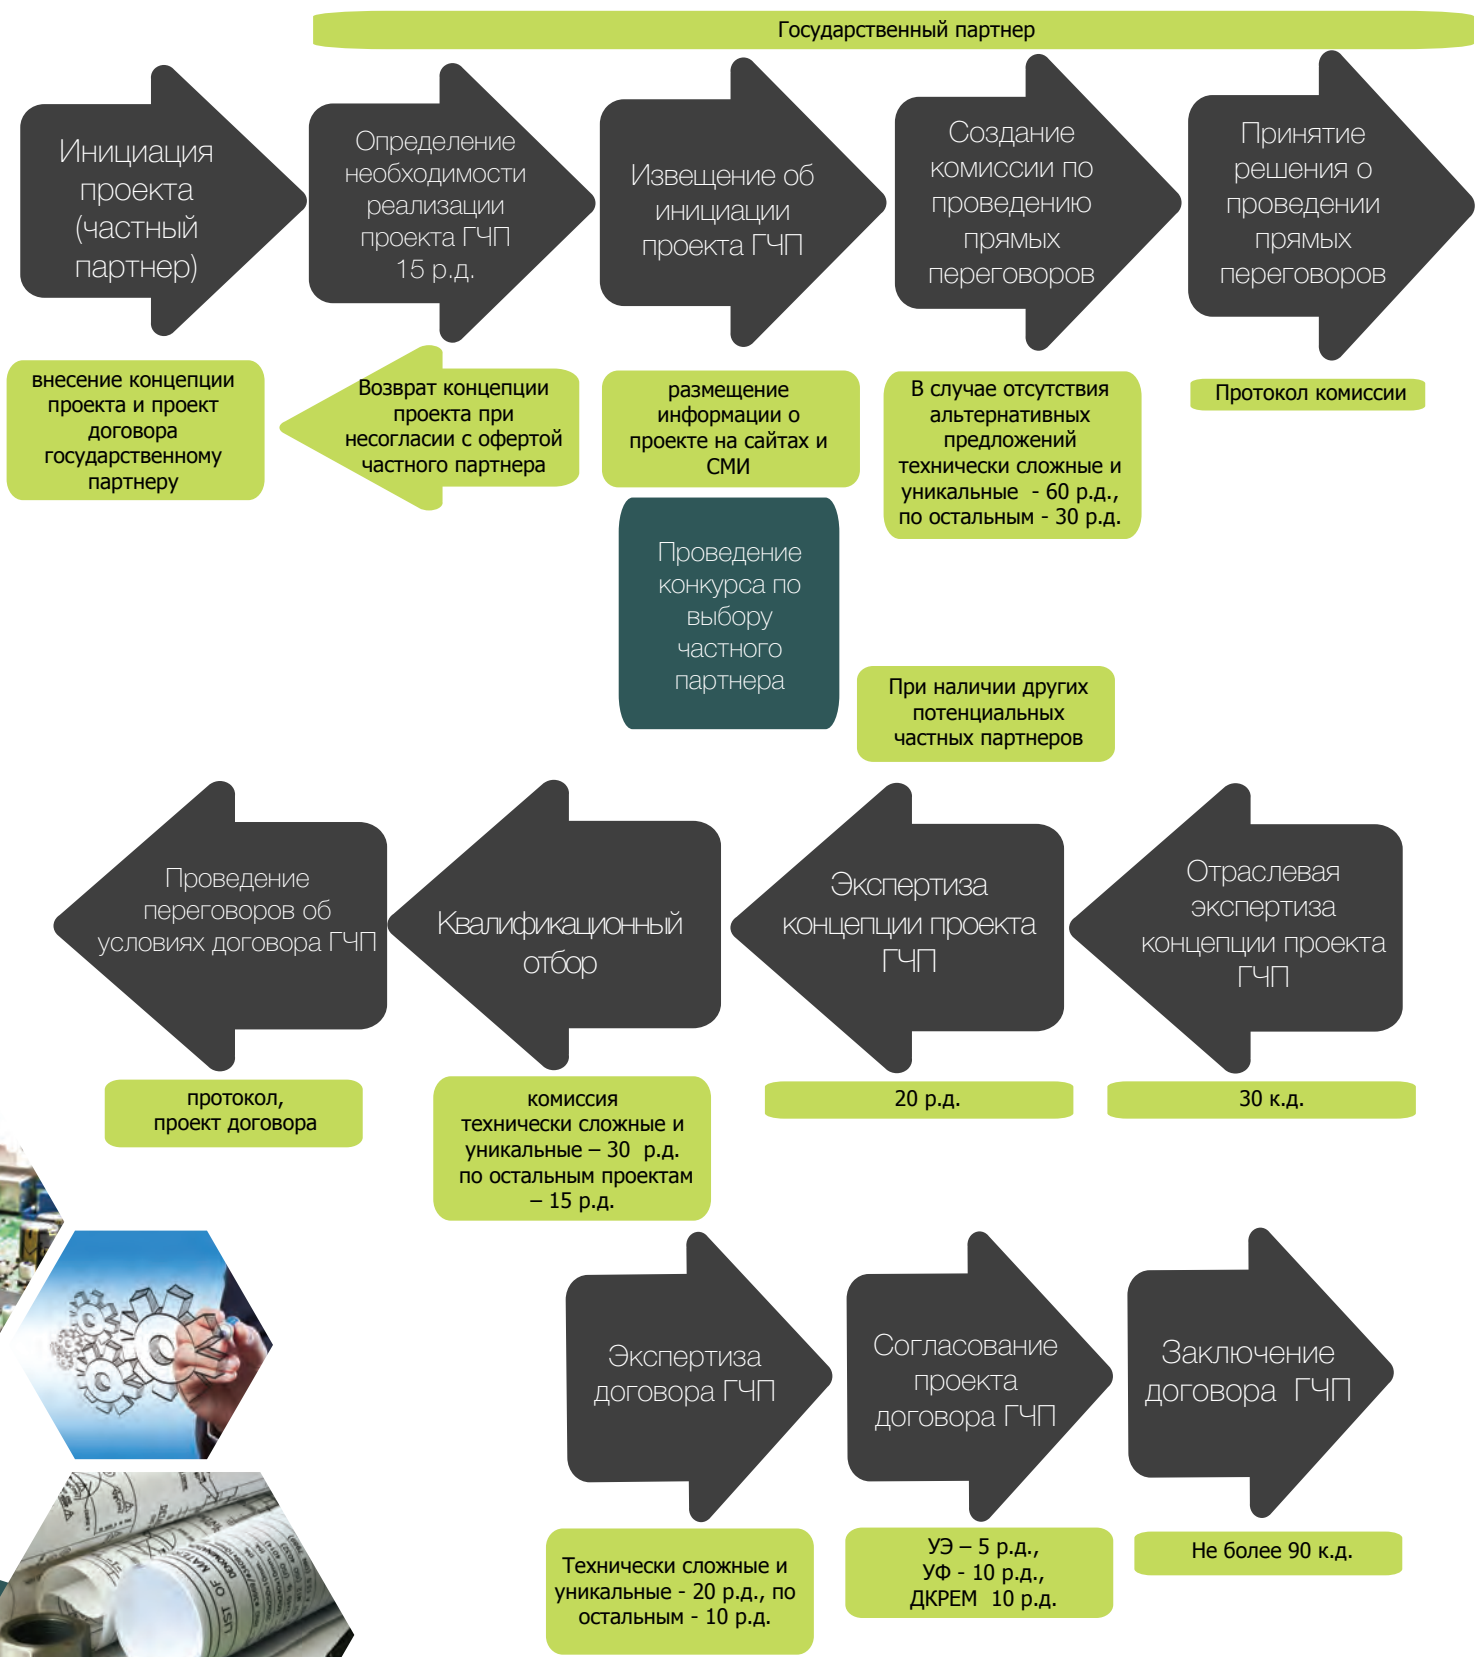 Государственный партнер
Инициация
проекта
(частный
партнер)
Определение
необходимости
реализации
проекта ГЧП
15 р.д.
Извещение об
инициации
проекта ГЧП
Создание
комиссии по
проведению
прямых
переговоров
Принятие
решения о
проведении
прямых
переговоров
внесение концепции
проекта и проект
договора
государственному
партнеру
Возврат концепции
проекта при
несогласии с офертой
частного партнера
размещение
информации о
проекте на сайтах и
СМИ
В случае отсутствия
альтернативных
предложений
технически сложные и
уникальные - 60 р.д.,
по остальным - 30 р.д.
Протокол комиссии
Проведение
конкурса по
выбору
частного
партнера
При наличии других
потенциальных
частных партнеров
Проведение
переговоров об
условиях договора ГЧП
Квалификационный
отбор
Экспертиза
концепции проекта
ГЧП
Отраслевая
экспертиза
концепции проекта
ГЧП
протокол,
проект договора
комиссия
технически сложные и
уникальные – 30 р.д.
по остальным проектам
– 15 р.д.
20 р.д.
30 к.д.
Экспертиза
договора ГЧП
Согласование
проекта
договора ГЧП
Заключение
договора ГЧП
Технически сложные и
уникальные - 20 р.д., по
остальным - 10 р.д.
УЭ – 5 р.д.,
УФ - 10 р.д.,
ДКРЕМ 10 р.д.
Не более 90 к.д.
LIST OF MATE